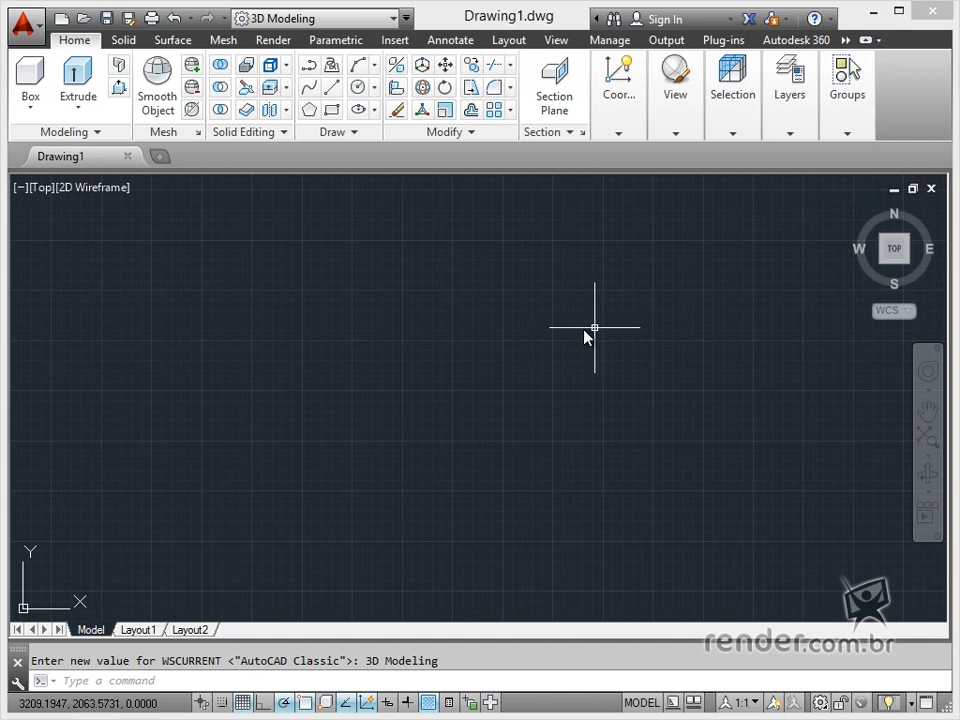 3D Modeling
Drawing1.dwg
Sign In
Home Solid Surface Mesh Render Parametric Insert Annotate Layout View Manage Output Plug-ins Autodesk 360
Box
Extrude
Smooth
Object
Section
Plane
Coor...
View
Selection
Layers
Groups
Modeling Mesh Solid Editing Draw Modify Section
Drawing1
[−][Top][2D Wireframe]
N
W TOP E
S
WCS
Y
X
render.com.br
Model Layout1 Layout2
Enter new value for WSCURRENT <"AutoCAD Classic">: 3D Modeling
Type a command
3209.1947, 2063.5731, 0.0000 MODEL 1:1